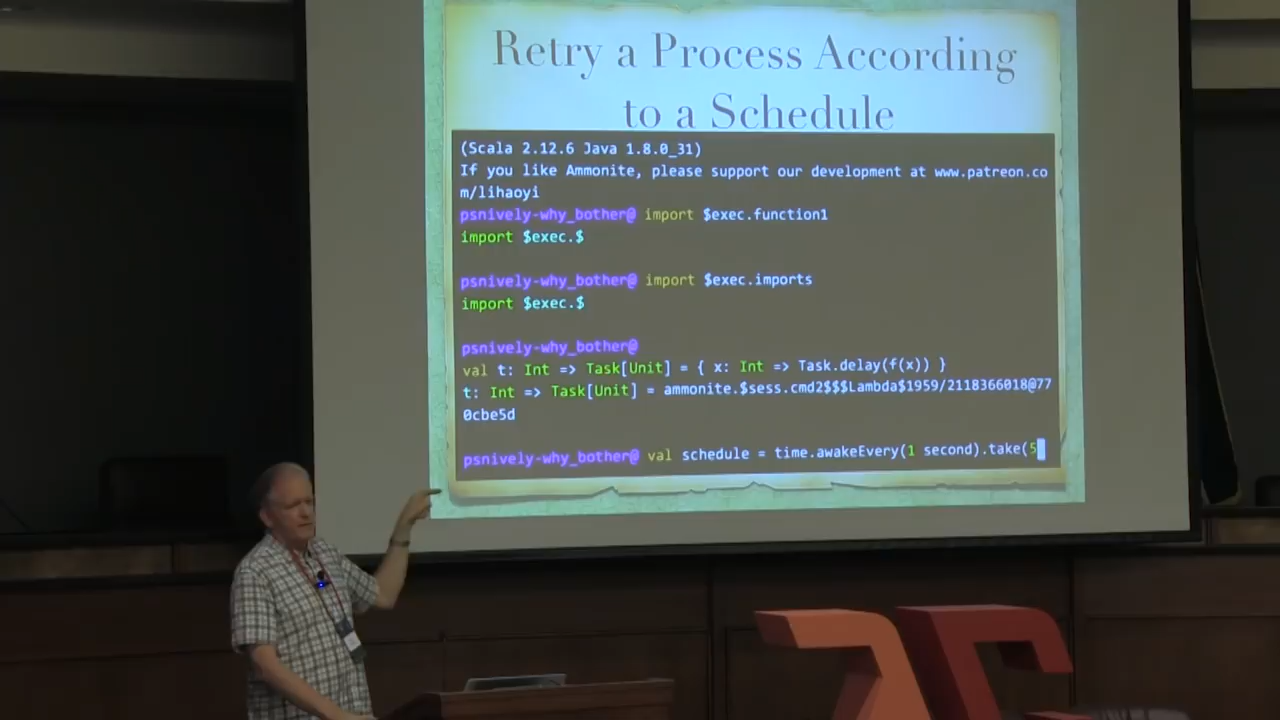 Retry a Process According
to a Schedule
(Scala 2.12.6 Java 1.8.0_31)
If you like Ammonite, please support our development at www.patreon.co
m/lihaoyi
psnively-why_bother@ import $exec.function1
import $exec.$
psnively-why_bother@ import $exec.imports
import $exec.$
psnively-why_bother@
val t: Int => Task[Unit] = { x: Int => Task.delay(f(x)) }
t: Int => Task[Unit] = ammonite.$sess.cmd2$$$Lambda$1959/2118366018@77
0cbe5d
psnively-why_bother@ val schedule = time.awakeEvery(1 second).take(5